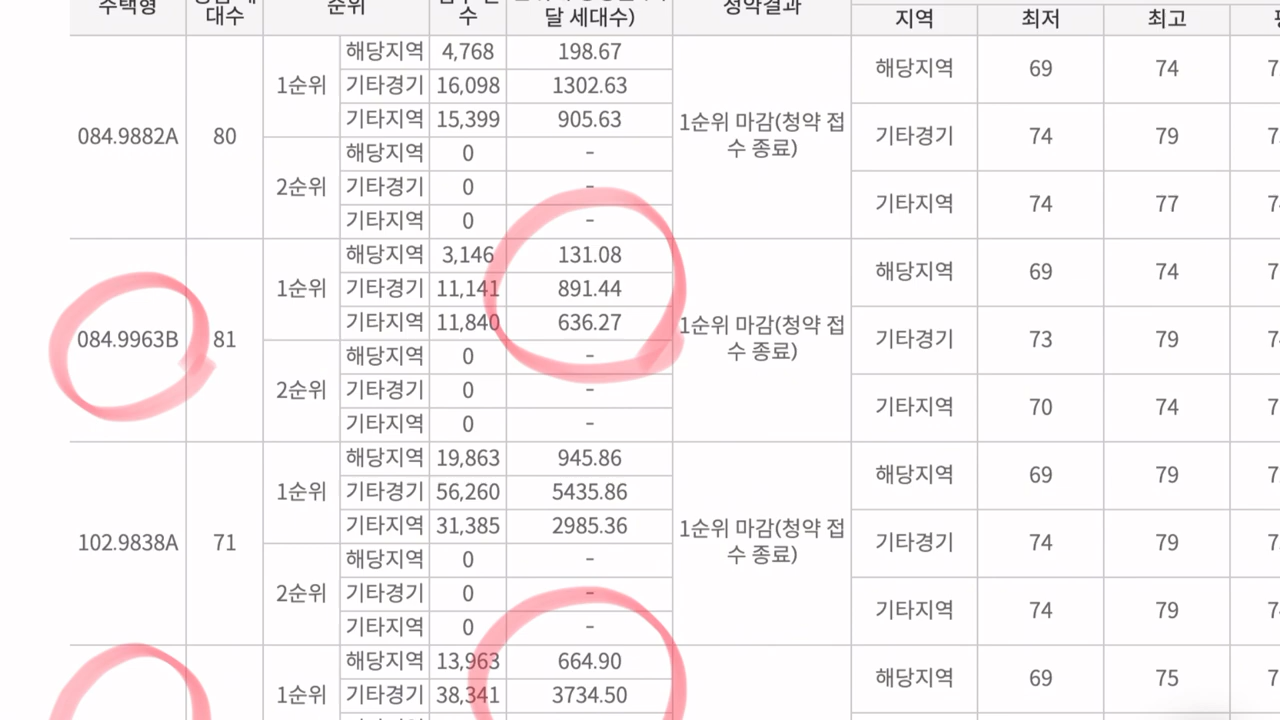 주택형 대수 순위 수 달 세대수) 청약결과 지역 최저 최고
084.9882A 80 1순위 해당지역 4,768 198.67 1순위 마감(청약 접수 종료) 해당지역 69 74
기타경기 16,098 1302.63 기타경기 74 79
기타지역 15,399 905.63 기타지역 74 77
2순위 해당지역 0 -
기타경기 0 -
기타지역 0 -
084.9963B 81 1순위 해당지역 3,146 131.08 1순위 마감(청약 접수 종료) 해당지역 69 74
기타경기 11,141 891.44 기타경기 73 79
기타지역 11,840 636.27 기타지역 70 74
2순위 해당지역 0 -
기타경기 0 -
기타지역 0 -
102.9838A 71 1순위 해당지역 19,863 945.86 1순위 마감(청약 접수 종료) 해당지역 69 79
기타경기 56,260 5435.86 기타경기 74 79
기타지역 31,385 2985.36 기타지역 74 79
2순위 해당지역 0 -
기타경기 0 -
기타지역 0 -
1순위 해당지역 13,963 664.90 해당지역 69 75
기타경기 38,341 3734.50